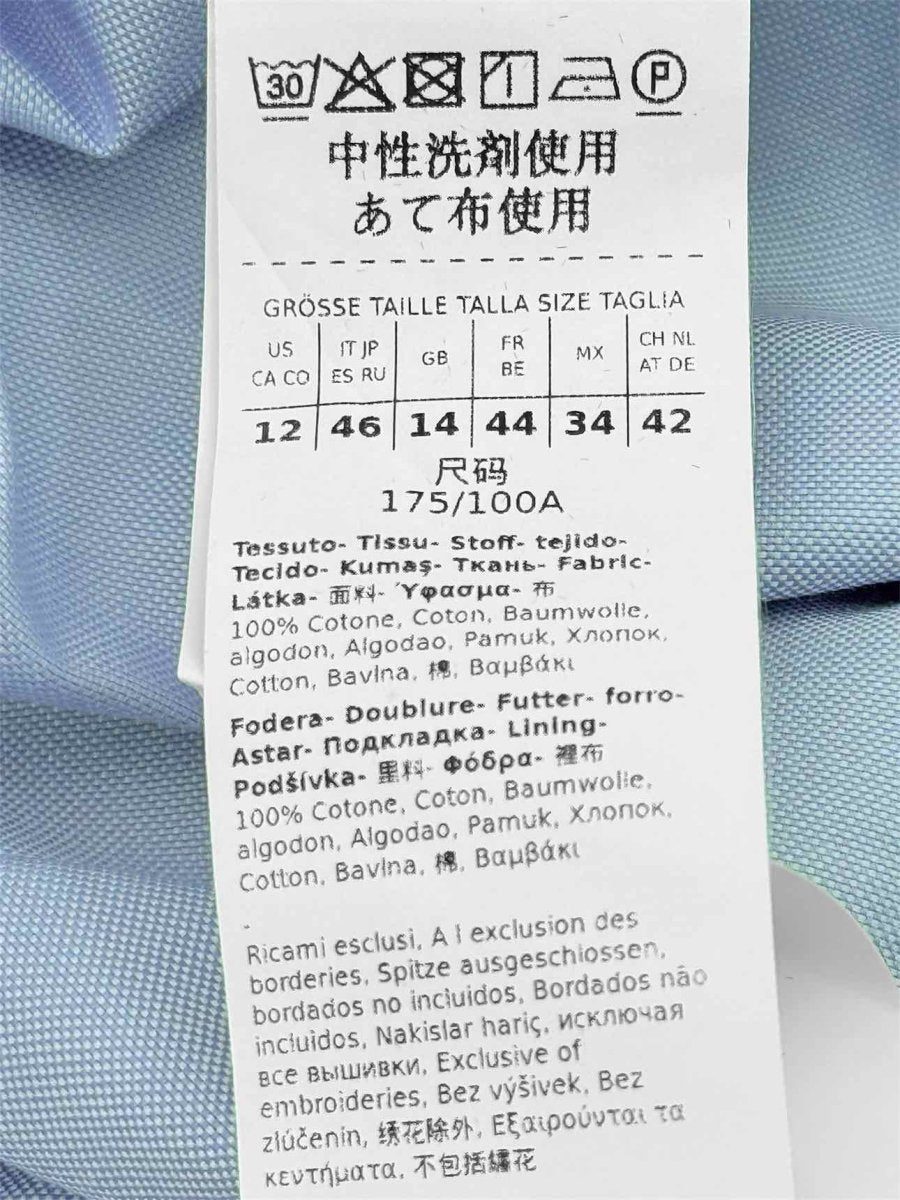 30 P
中性洗剤使用
あて布使用
GRÖSSE TAILLE TALLA SIZE TAGLIA
US CA CO IT JP ES RU GB FR BE MX CH NL AT DE
12 46 14 44 34 42
尺码
175/100A
Tessuto- Tissu- Stoff- tejido-
Tecido- Kumaş- Ткань- Fabric-
Látka- 面料- Ύφασμα- 布
100% Cotone, Coton, Baumwolle,
algodon, Algodao, Pamuk, Хлопок,
Cotton, Bavlna, 棉, Βαμβάκι
Fodera- Doublure- Futter- forro-
Astar- Подкладка- Lining-
Podšívka- 里料- Φόδρα- 裡布
100% Cotone, Coton, Baumwolle,
algodon, Algodao, Pamuk, Хлопок,
Cotton, Bavlna, 棉, Βαμβάκι
Ricami esclusi, A l exclusion des
borderies, Spitze ausgeschlossen,
bordados no incluidos, Bordados não
incluidos, Nakislar hariç, исключая
все вышивки, Exclusive of
embroideries, Bez výšivek, Bez
zlúčenín, 绣花除外, Εξαιρούνται τα
κεντήματα, 不包括繡花